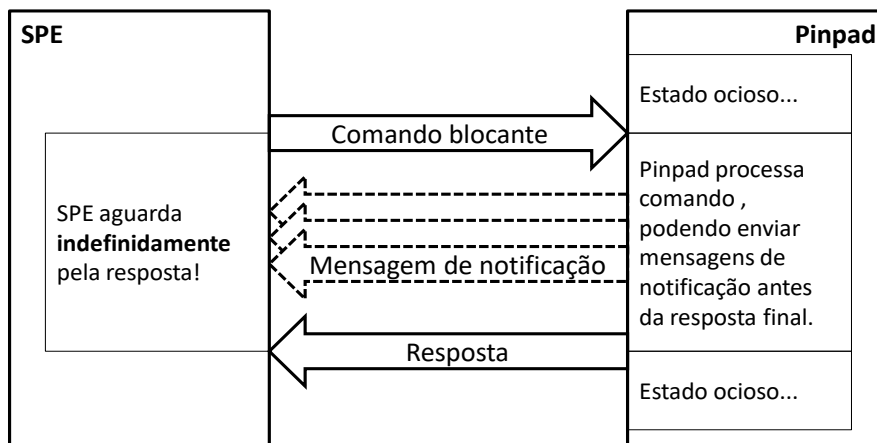 SPE
Pinpad
Estado ocioso...
Comando blocante
SPE aguarda
indefinidamente
pela resposta!
Mensagem de notificação
Pinpad processa
comando ,
podendo enviar
mensagens de
notificação antes
da resposta final.
Resposta
Estado ocioso...